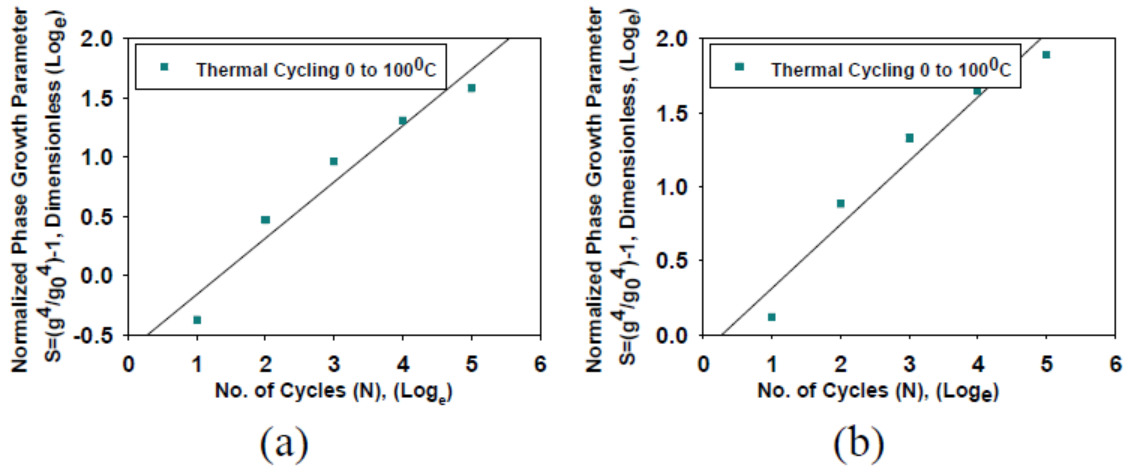 Normalized Phase Growth Parameter
S=(g⁴/g₀⁴)-1, Dimensionless (Logₑ)
2.0
1.5
1.0
0.5
0.0
-0.5
Thermal Cycling 0 to 100⁰C
0 1 2 3 4 5 6
No. of Cycles (N), (Logₑ)
(a)
Normalized Phase Growth Parameter
S=(g⁴/g₀⁴)-1, Dimensionless, (Logₑ)
2.0
1.5
1.0
0.5
0.0
Thermal Cycling 0 to 100⁰C
0 1 2 3 4 5 6
No. of Cycles (N), (Logₑ)
(b)